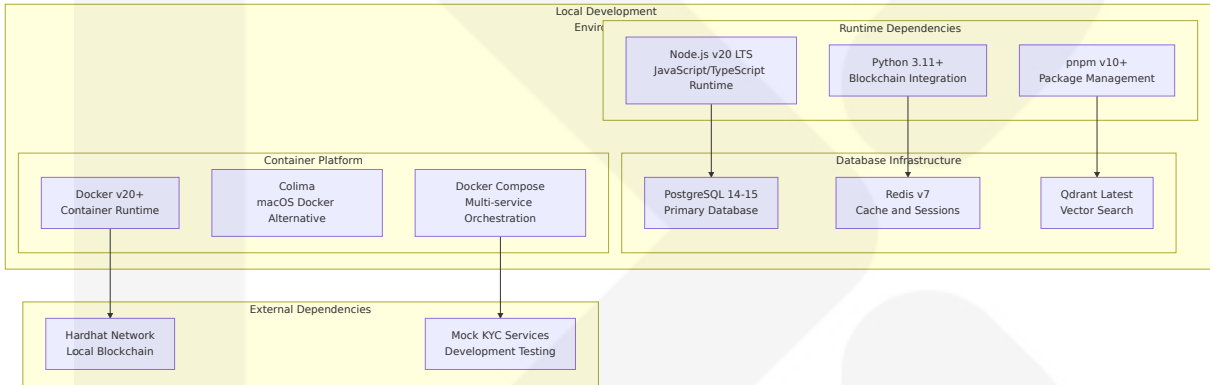 Local Development
Environ
Runtime Dependencies
Node.js v20 LTS
JavaScript/TypeScript
Runtime
Python 3.11+
Blockchain Integration
pnpm v10+
Package Management
Container Platform
Docker v20+
Container Runtime
Colima
macOS Docker
Alternative
Docker Compose
Multi-service
Orchestration
Database Infrastructure
PostgreSQL 14-15
Primary Database
Redis v7
Cache and Sessions
Qdrant Latest
Vector Search
External Dependencies
Hardhat Network
Local Blockchain
Mock KYC Services
Development Testing